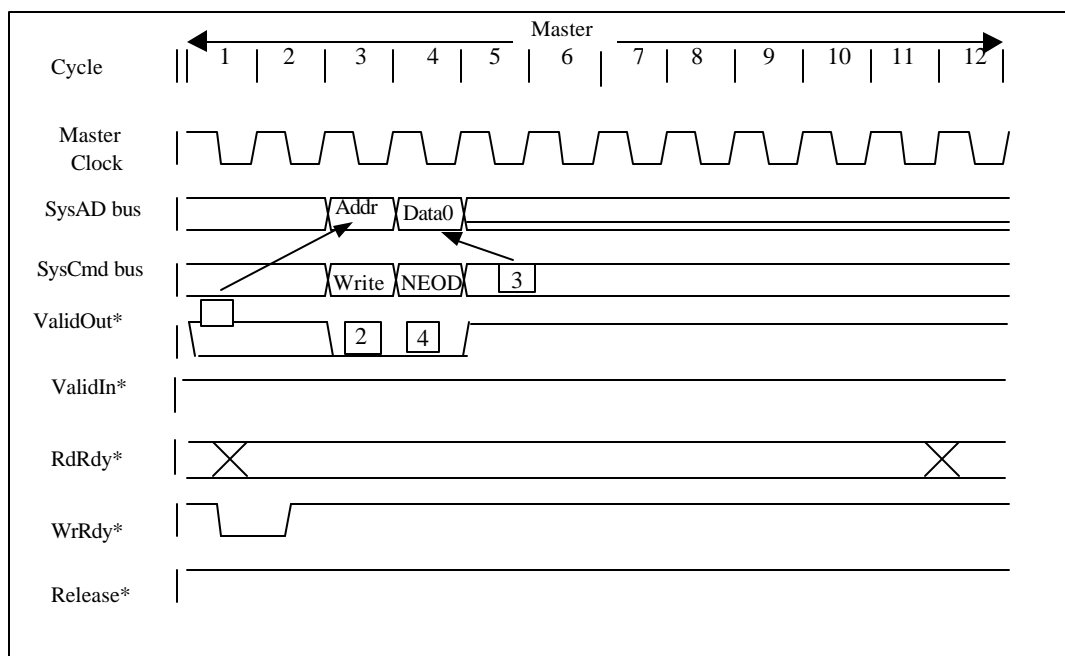 Master
Cycle 1 2 3 4 5 6 7 8 9 10 11 12
Master
Clock
SysAD bus Addr Data0
SysCmd bus Write NEOD 3
ValidOut* 2 4
ValidIn*
RdRdy*
WrRdy*
Release*